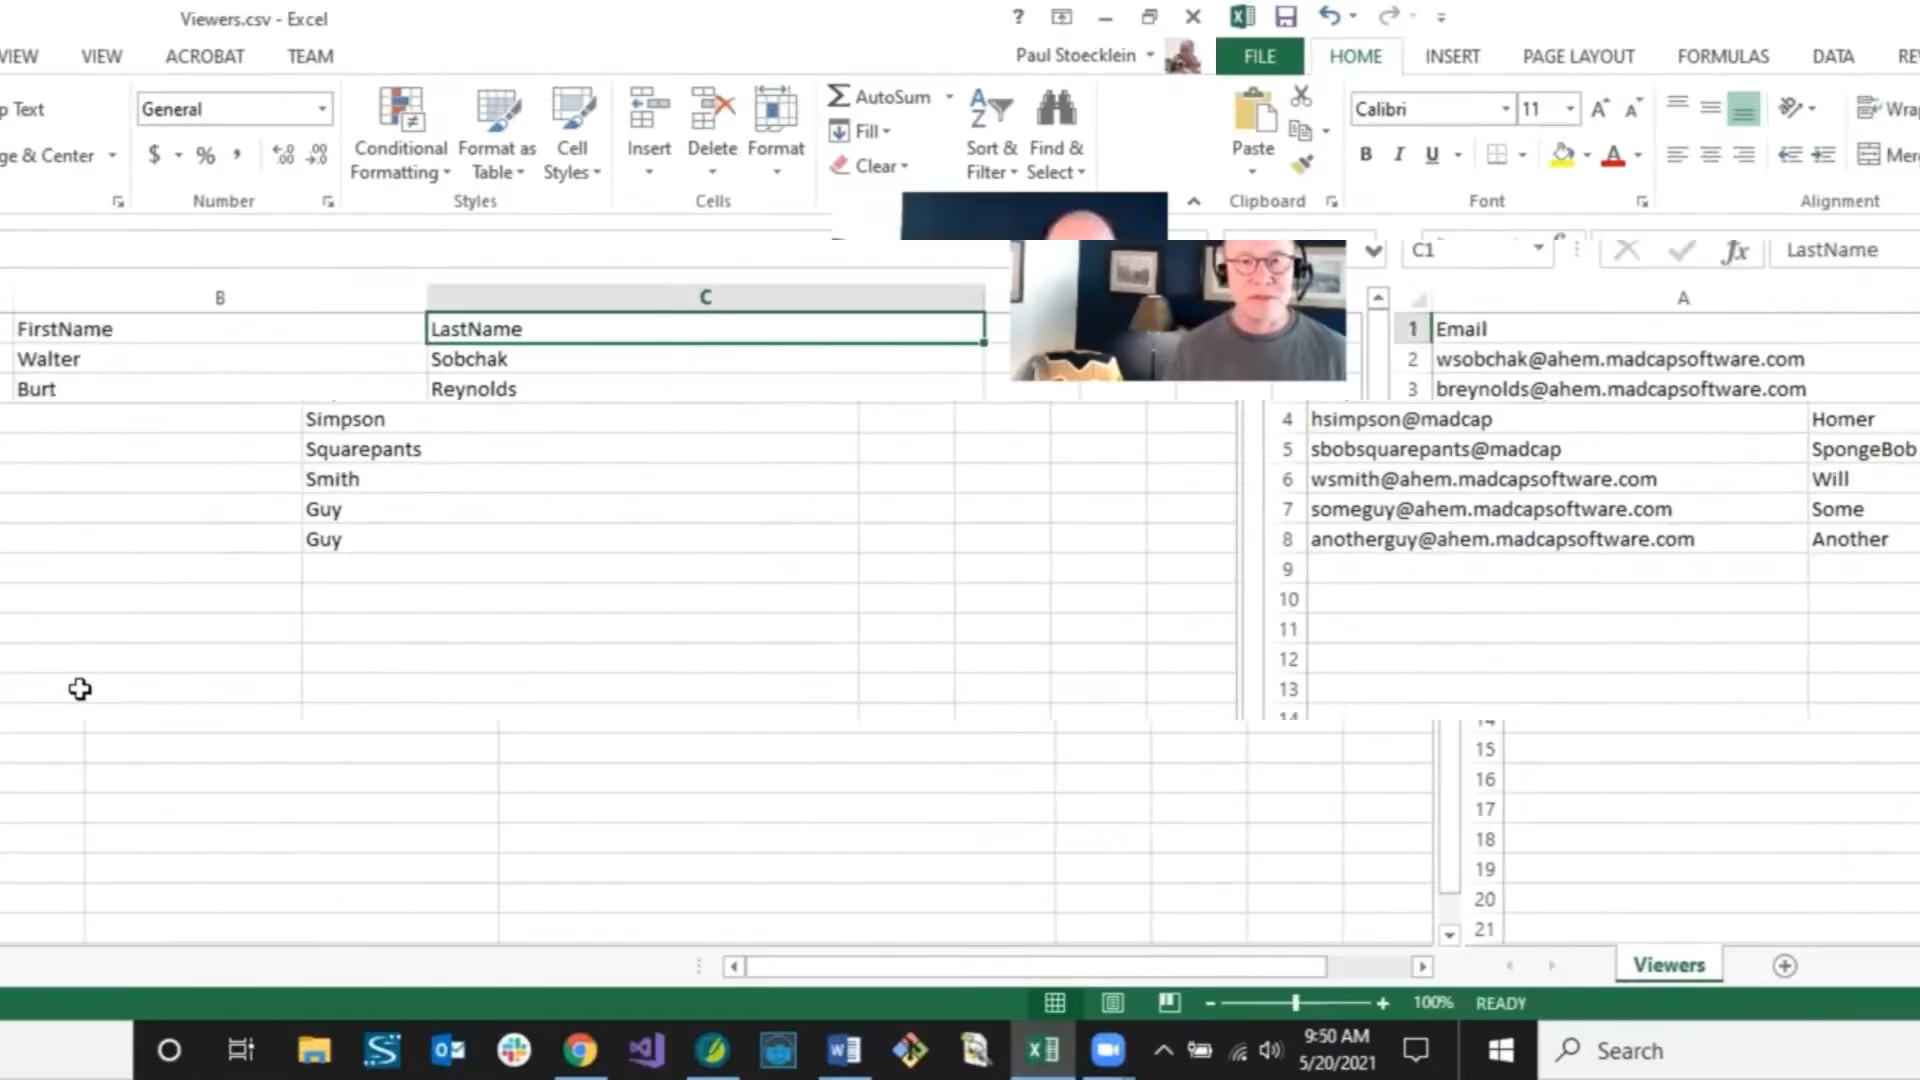 Viewers.csv - Excel
?
VIEW VIEW ACROBAT TEAM
Paul Stoecklein
FILE HOME INSERT PAGE LAYOUT FORMULAS DATA RE
p Text
General
AutoSum
Fill
Clear
ge & Center
$ % ,
Conditional Formatting
Format as Table
Cell Styles
Insert Delete Format
Sort & Filter
Find & Select
Paste
Calibri 11
B I U
Wrap
Merg
Number Styles Cells Clipboard Font Alignment
C1 fx LastName
B C A
FirstName LastName 1 Email
Walter Sobchak 2 wsobchak@ahem.madcapsoftware.com
Burt Reynolds 3 breynolds@ahem.madcapsoftware.com
Simpson 4 hsimpson@madcap Homer
Squarepants 5 sbobsquarepants@madcap SpongeBob
Smith 6 wsmith@ahem.madcapsoftware.com Will
Guy 7 someguy@ahem.madcapsoftware.com Some
Guy 8 anotherguy@ahem.madcapsoftware.com Another
9
10
11
12
13
15
16
17
18
19
20
21
Viewers
100% READY
9:50 AM
5/20/2021
Search